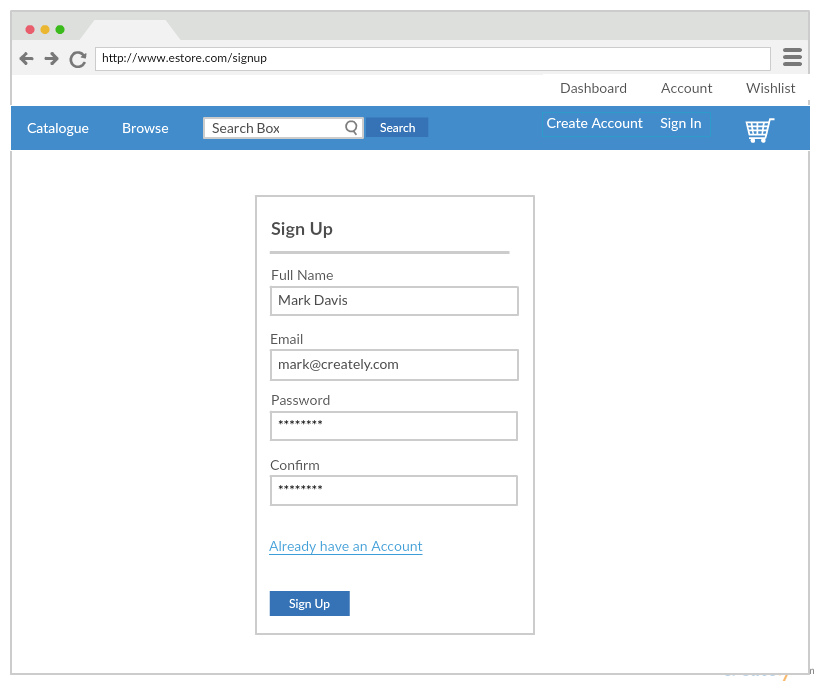 http://www.estore.com/signup
Dashboard Account Wishlist
Catalogue Browse Search Box Search Create Account Sign In
Sign Up
Full Name
Mark Davis
Email
mark@creately.com
Password
********
Confirm
********
Already have an Account
Sign Up